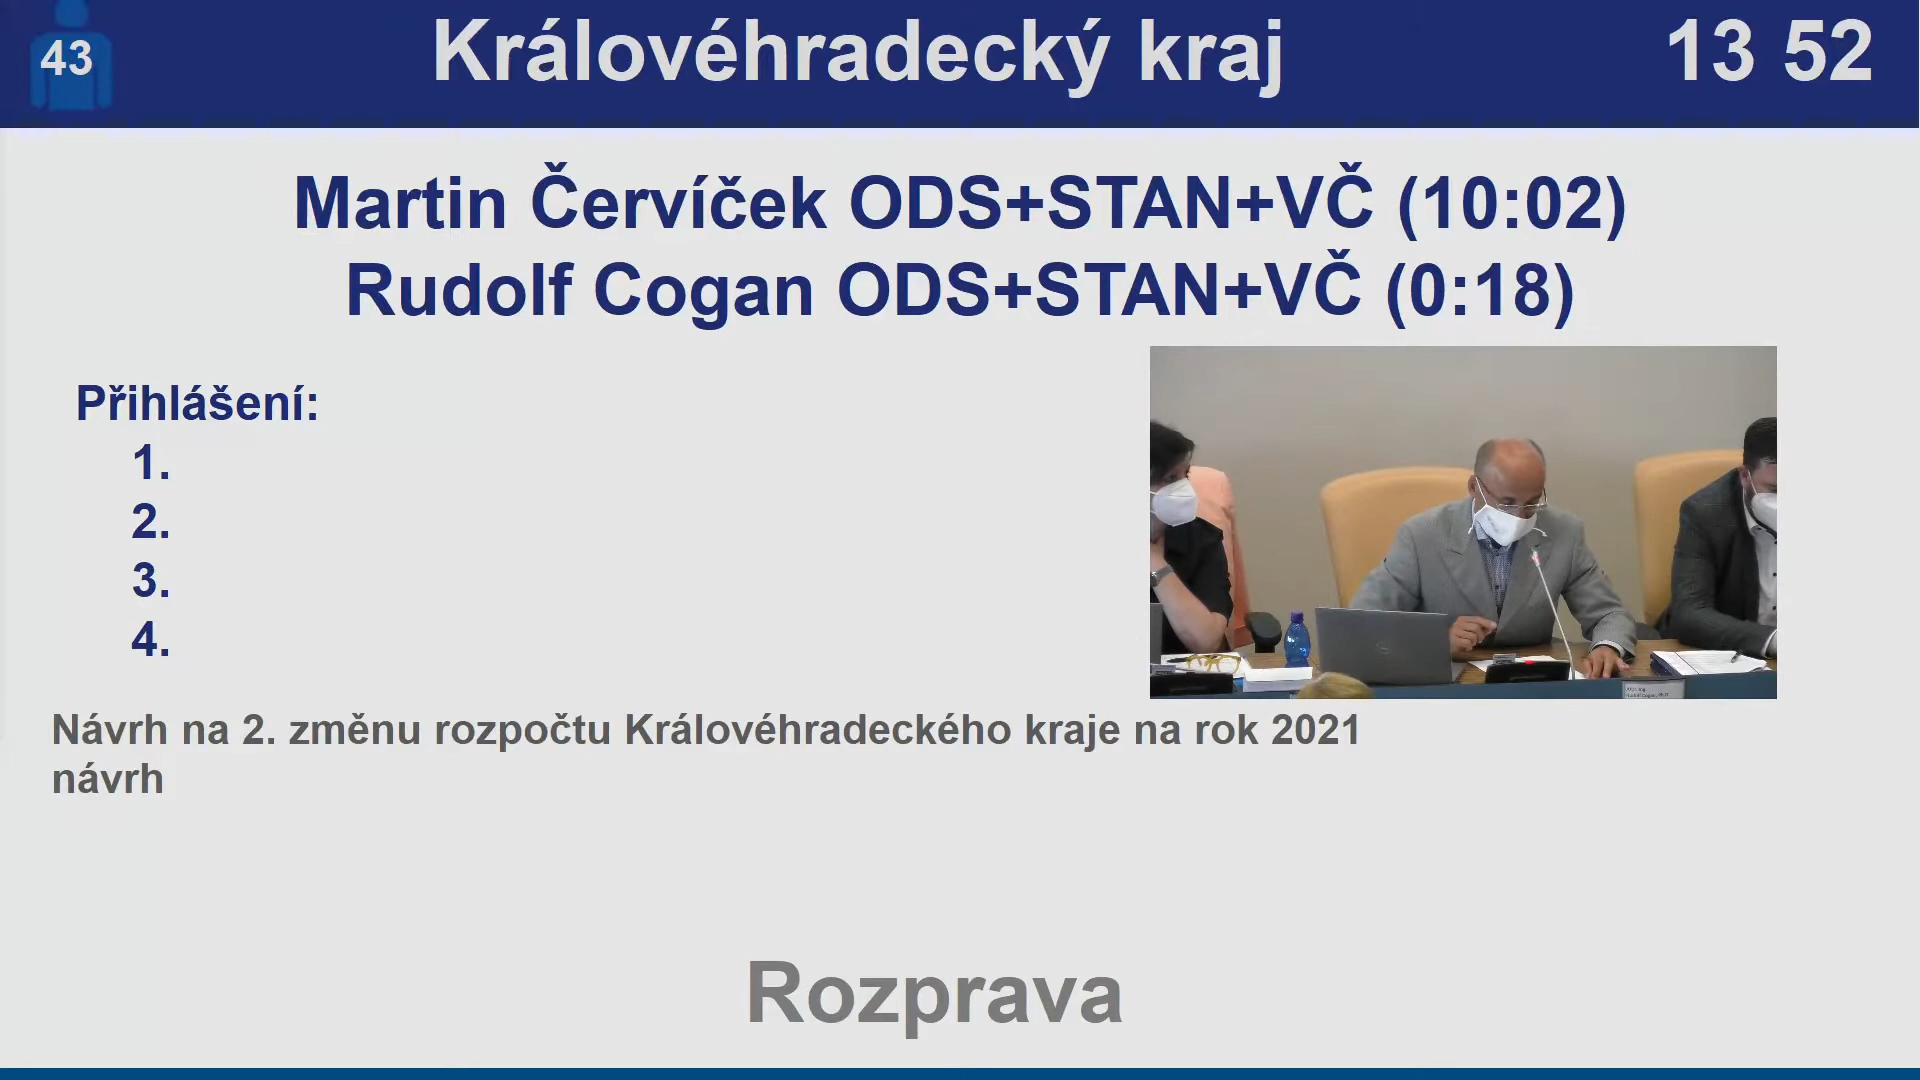 43
Královéhradecký kraj
13 52
Martin Červíček ODS+STAN+VČ (10:02)
Rudolf Cogan ODS+STAN+VČ (0:18)
Přihlášení:
1.
2.
3.
4.
Návrh na 2. změnu rozpočtu Královéhradeckého kraje na rok 2021
návrh
Rozprava